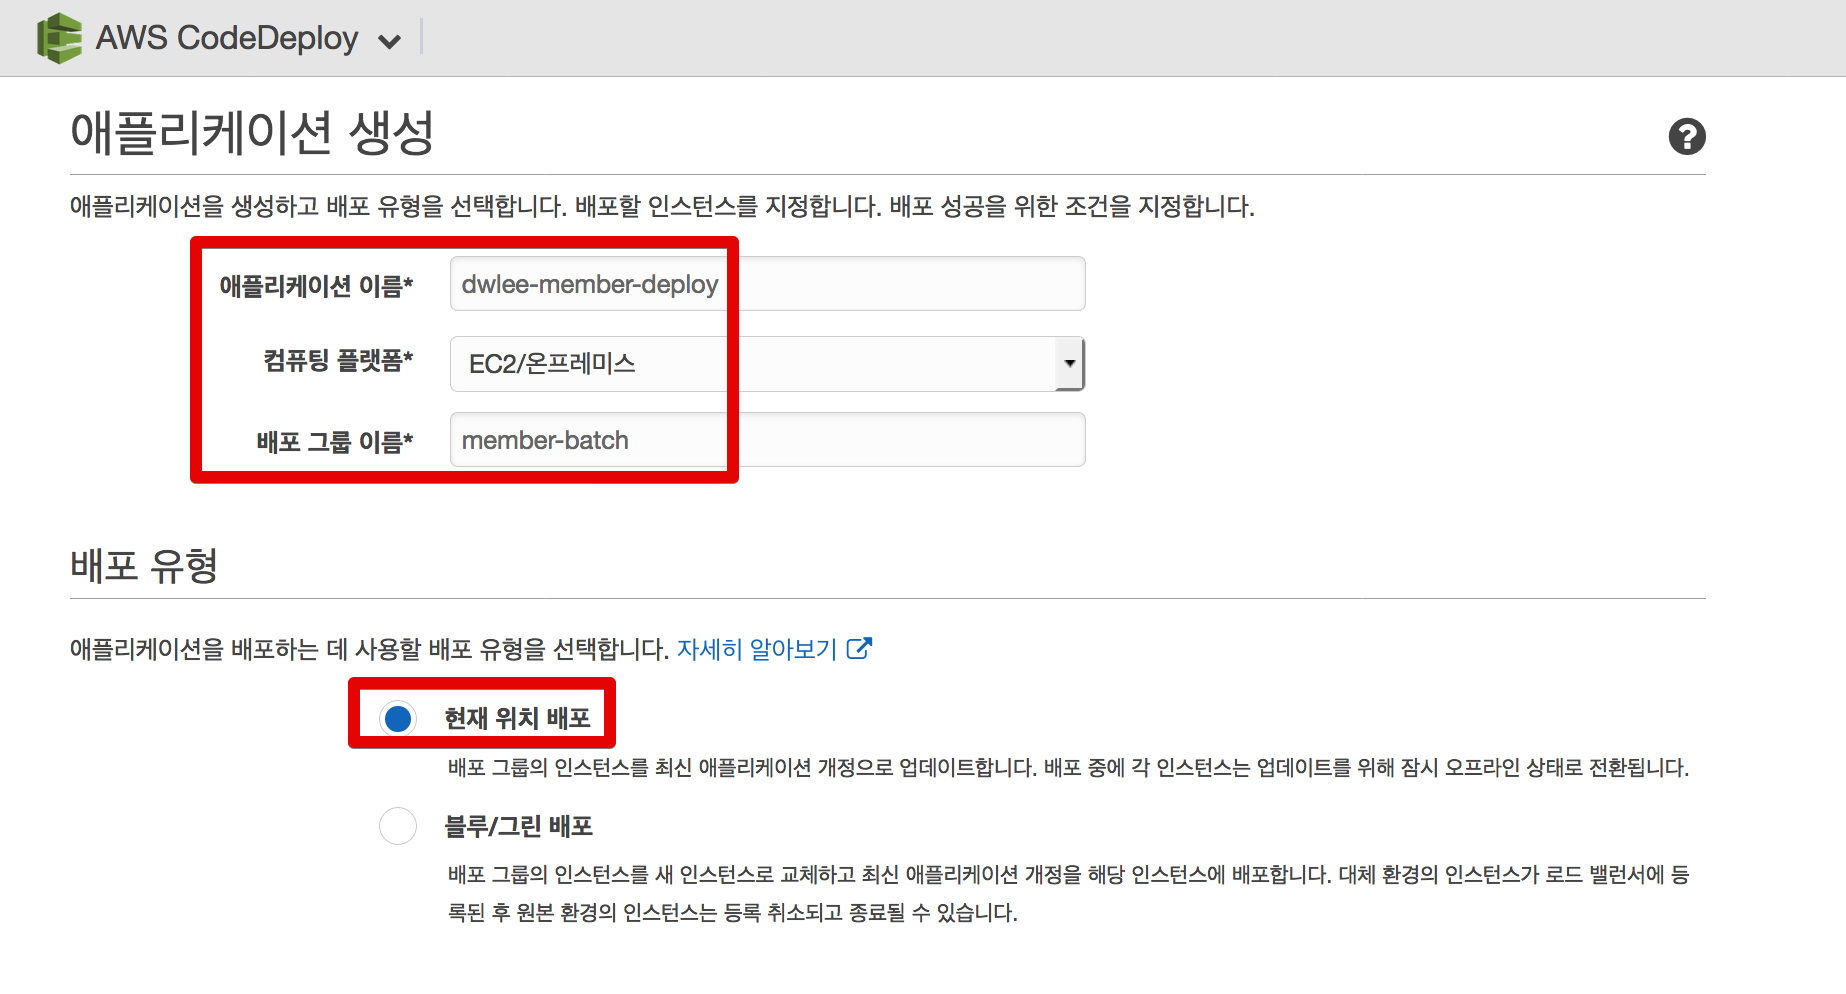 AWS CodeDeploy
애플리케이션 생성
애플리케이션을 생성하고 배포 유형을 선택합니다. 배포할 인스턴스를 지정합니다. 배포 성공을 위한 조건을 지정합니다.
애플리케이션 이름* dwlee-member-deploy
컴퓨팅 플랫폼* EC2/온프레미스
배포 그룹 이름* member-batch
배포 유형
애플리케이션을 배포하는 데 사용할 배포 유형을 선택합니다. 자세히 알아보기
현재 위치 배포
배포 그룹의 인스턴스를 최신 애플리케이션 개정으로 업데이트합니다. 배포 중에 각 인스턴스는 업데이트를 위해 잠시 오프라인 상태로 전환됩니다.
블루/그린 배포
배포 그룹의 인스턴스를 새 인스턴스로 교체하고 최신 애플리케이션 개정을 해당 인스턴스에 배포합니다. 대체 환경의 인스턴스가 로드 밸런서에 등
록된 후 원본 환경의 인스턴스는 등록 취소되고 종료될 수 있습니다.